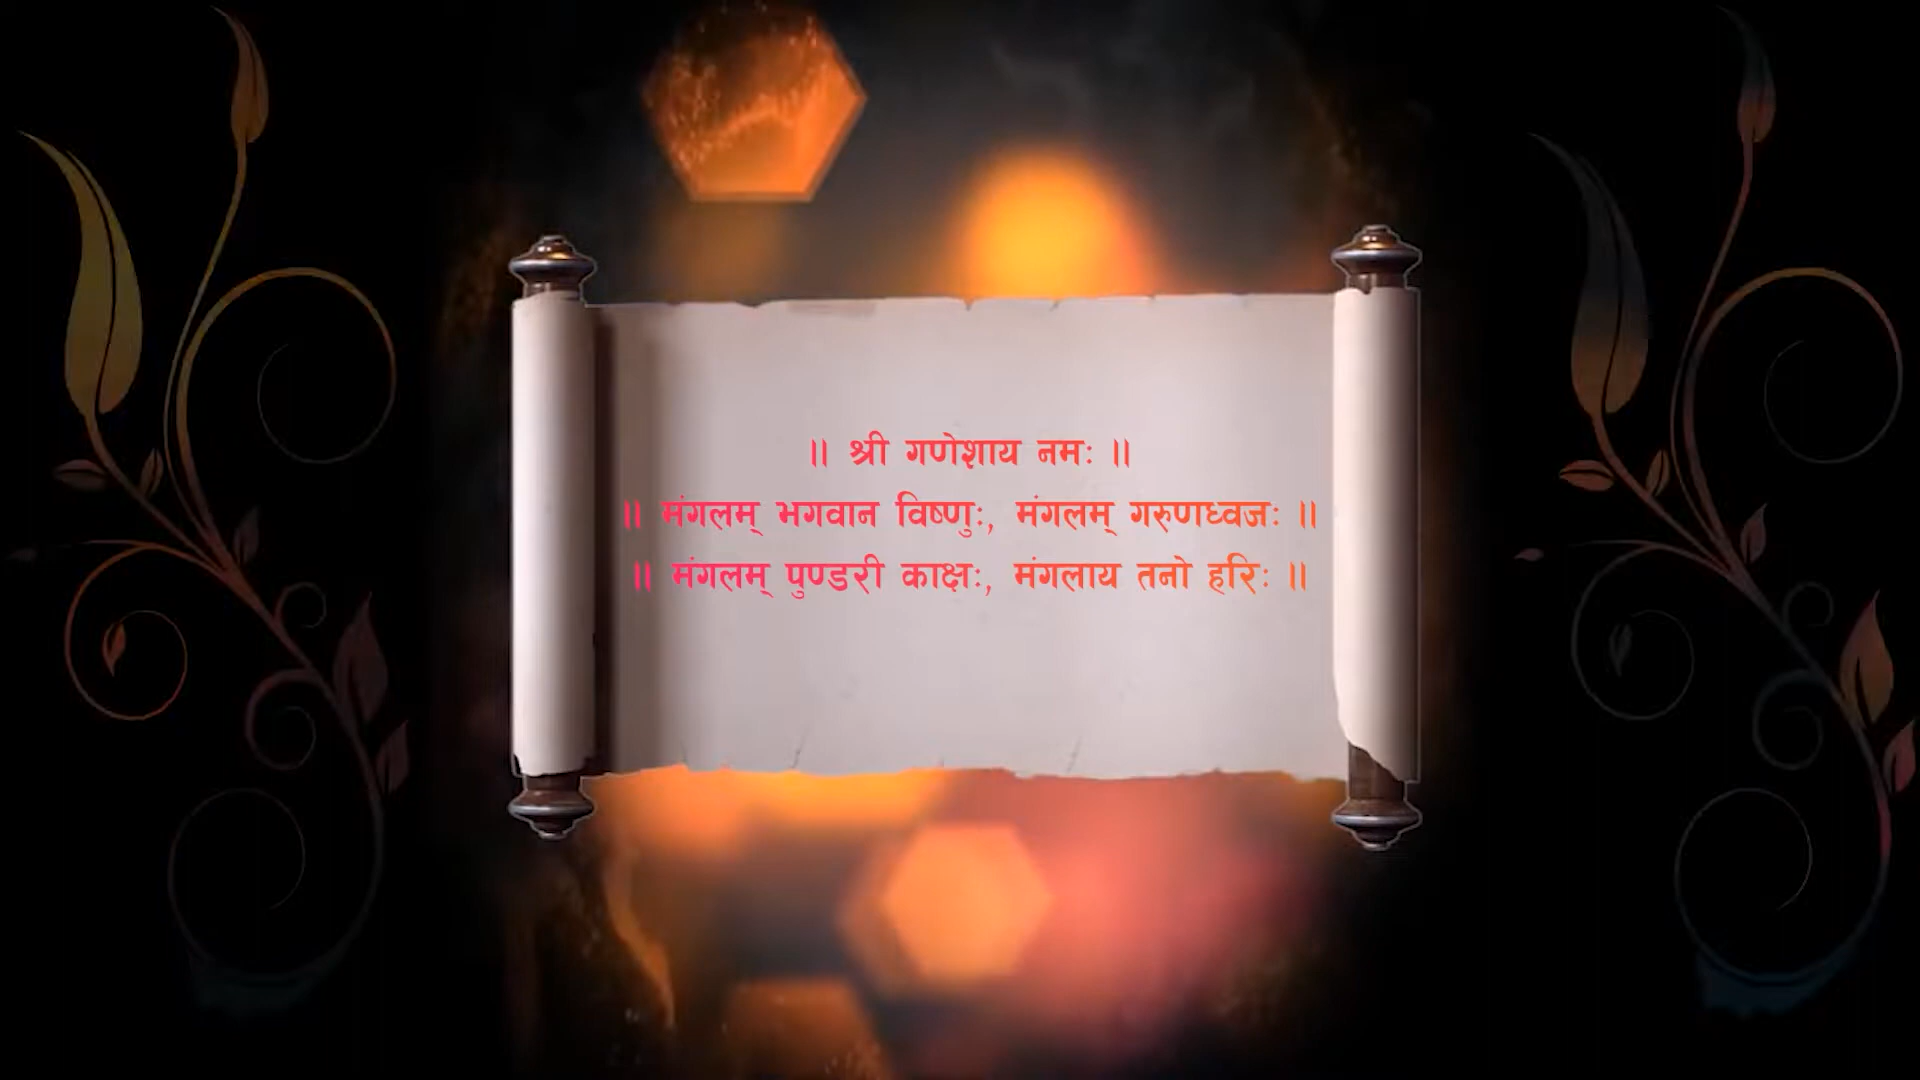 ॥ श्री गणेशाय नमः ॥
॥ मंगलम् भगवान विष्णुः, मंगलम् गरुणध्वजः ॥
॥ मंगलम् पुण्डरी काक्षः, मंगलाय तनो हरिः ॥